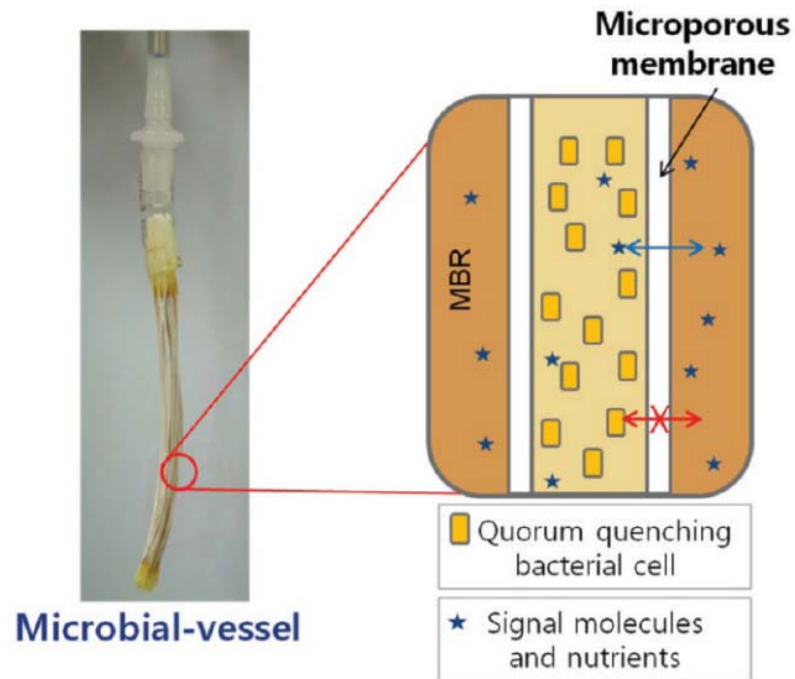 Microporous
membrane
MBR
Microbial-vessel
Quorum quenching
bacterial cell
Signal molecules
and nutrients